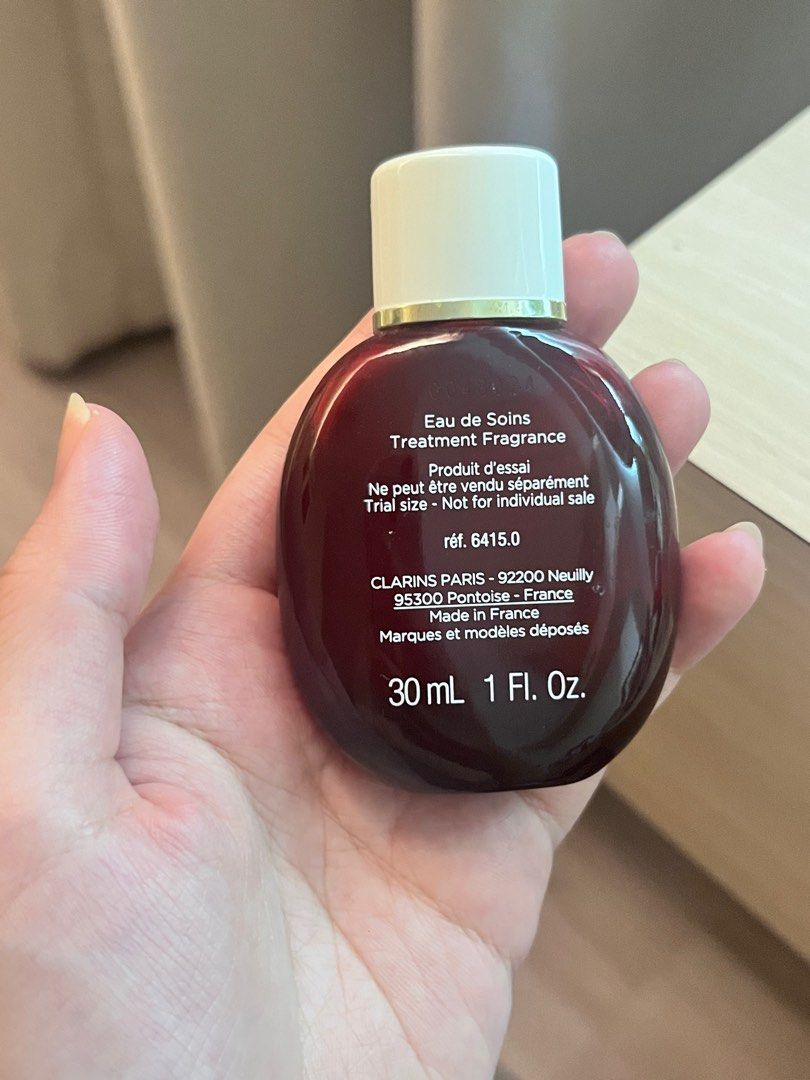 Eau de Soins
Treatment Fragrance
Produit d'essai
Ne peut être vendu séparément
Trial size - Not for individual sale
réf. 6415.0
CLARINS PARIS - 92200 Neuilly
95300 Pontoise - France
Made in France
Marques et modèles déposés
30 mL 1 Fl. Oz.